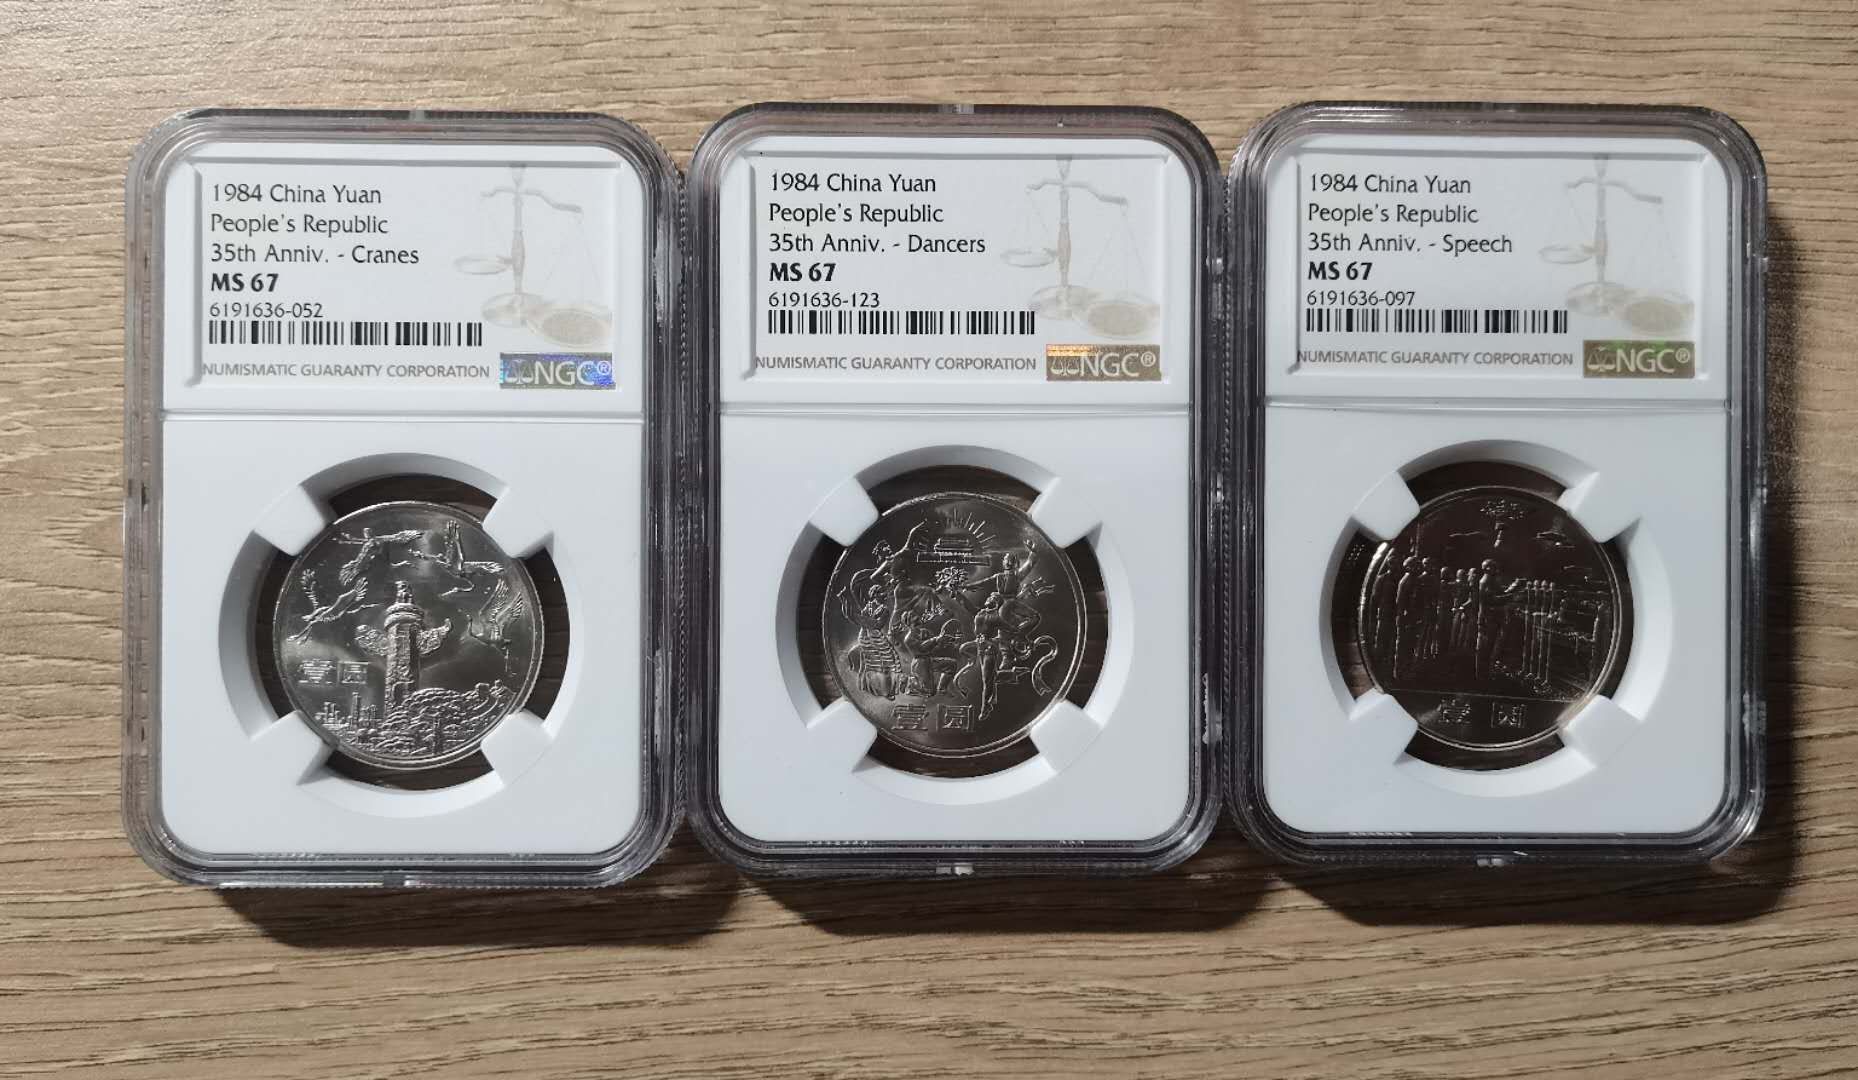 1984 China Yuan
People's Republic
35th Anniv. - Cranes
MS 67
6191636-052
NUMISMATIC GUARANTY CORPORATION NGC®
壹圆
1984 China Yuan
People's Republic
35th Anniv. - Dancers
MS 67
6191636-123
NUMISMATIC GUARANTY CORPORATION NGC®
壹圆
1984 China Yuan
People's Republic
35th Anniv. - Speech
MS 67
6191636-097
NUMISMATIC GUARANTY CORPORATION NGC®
壹圆